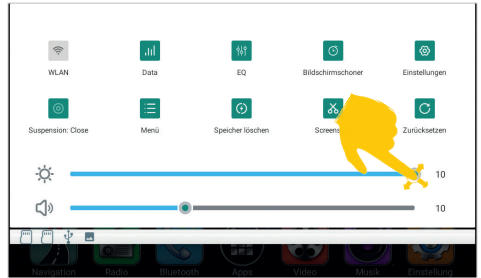 WLAN Data EQ Bildschirmschoner Einstellungen
Suspension: Close Menü Speicher löschen Screens Zurücksetzen
10
10
Navigation Radio Bluetooth Apps Video Musik Einstellung